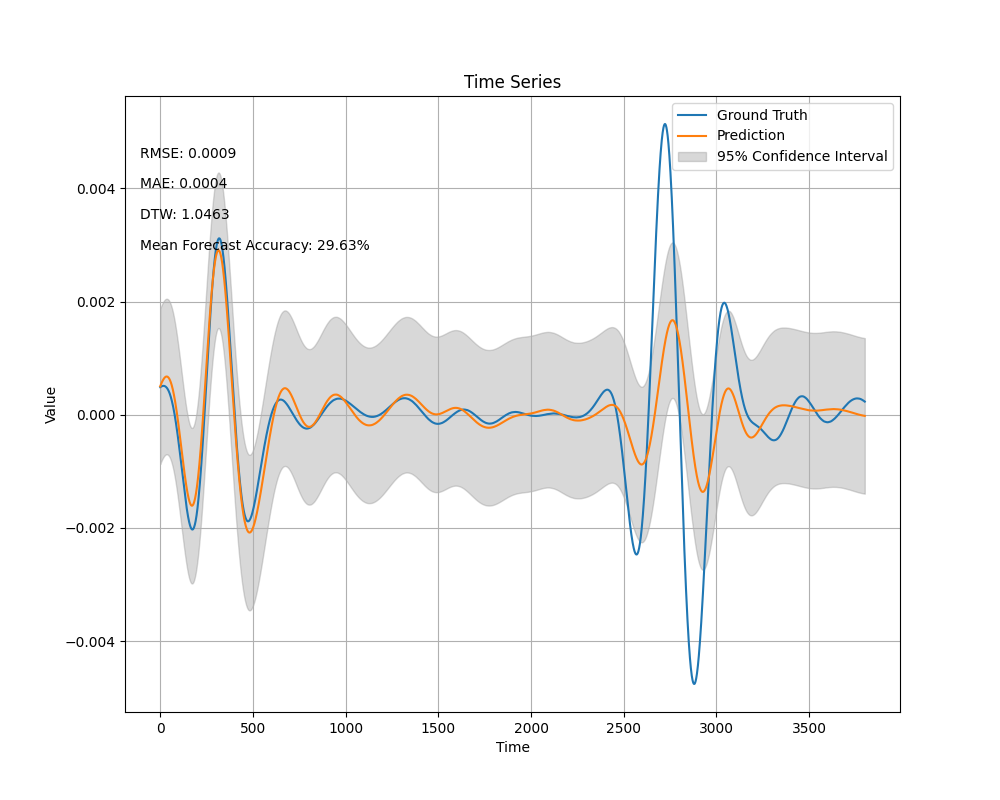 Time Series
Ground Truth
Prediction
95% Confidence Interval
RMSE: 0.0009
MAE: 0.0004
DTW: 1.0463
Mean Forecast Accuracy: 29.63%
Value
0.004
0.002
0.000
−0.002
−0.004
0 500 1000 1500 2000 2500 3000 3500
Time